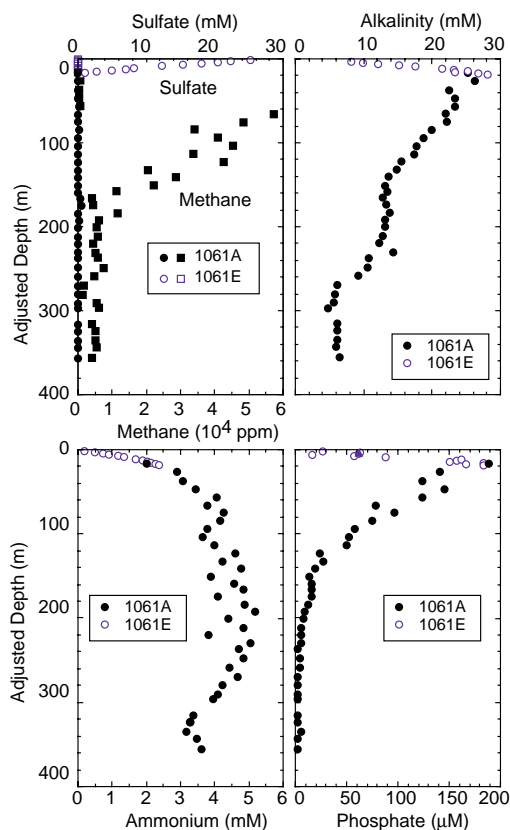 Sulfate (mM)
0 10 20 30
Alkalinity (mM)
0 10 20 30
0
100
200
300
400
Adjusted Depth (m)
Sulfate
Methane
1061A
1061E
1061A
1061E
0 1 2 3 4 5 6
Methane (10⁴ ppm)
0
100
200
300
400
Adjusted Depth (m)
1061A
1061E
1061A
1061E
0 2 4 6 8
Ammonium (mM)
0 50 100 150 200
Phosphate (μM)